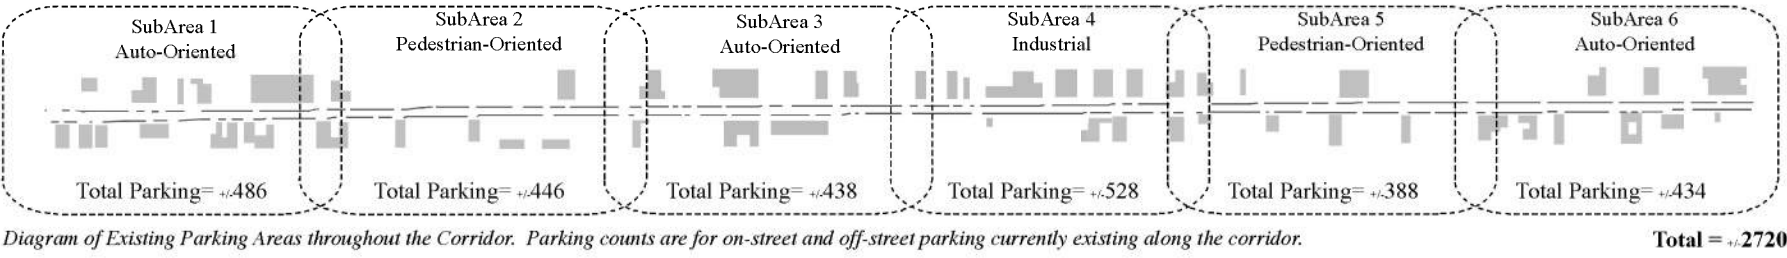 SubArea 1
Auto-Oriented
SubArea 2
Pedestrian-Oriented
SubArea 3
Auto-Oriented
SubArea 4
Industrial
SubArea 5
Pedestrian-Oriented
SubArea 6
Auto-Oriented
Total Parking= +/-486
Total Parking= +/-446
Total Parking= +/-438
Total Parking= +/-528
Total Parking= +/-388
Total Parking= +/-434
Diagram of Existing Parking Areas throughout the Corridor. Parking counts are for on-street and off-street parking currently existing along the corridor.
Total = +/-2720